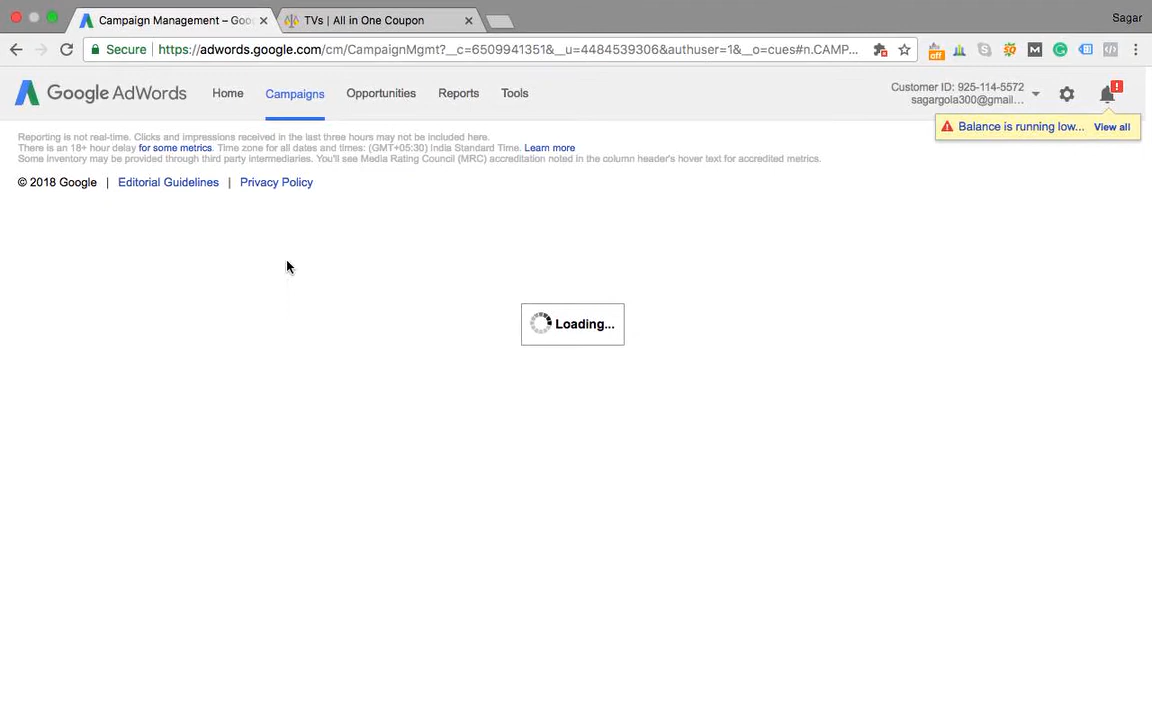 Campaign Management – Goo
TVs | All in One Coupon
Sagar
Secure
https://adwords.google.com/cm/CampaignMgmt?__c=6509941351&__u=4484539306&authuser=1&__o=cues#n.CAMP...
off
Google AdWords
Home
Campaigns
Opportunities
Reports
Tools
Customer ID: 925-114-5572
sagargola300@gmail...
Balance is running low... View all
Reporting is not real-time. Clicks and impressions received in the last three hours may not be included here.
There is an 18+ hour delay for some metrics. Time zone for all dates and times: (GMT+05:30) India Standard Time. Learn more
Some inventory may be provided through third party intermediaries. You'll see Media Rating Council (MRC) accreditation noted in the column header's hover text for accredited metrics.
© 2018 Google | Editorial Guidelines | Privacy Policy
Loading...